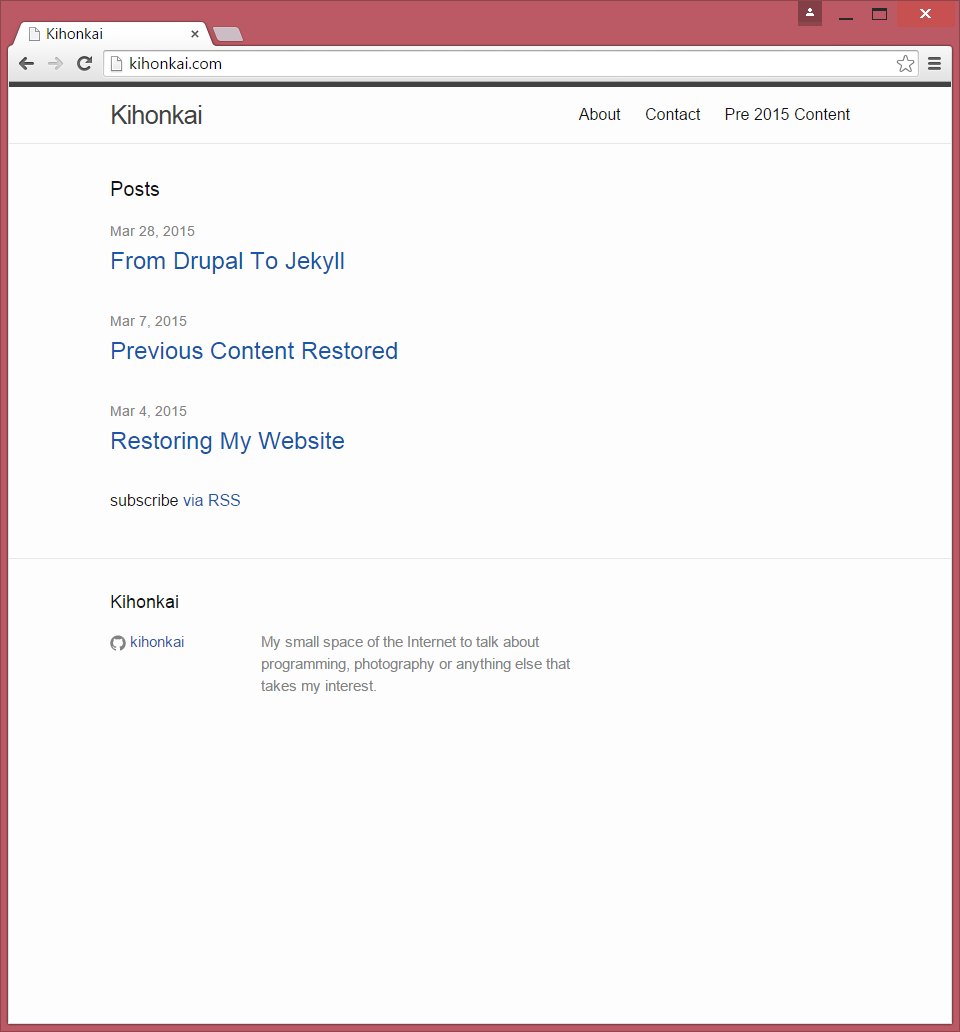 Kihonkai
kihonkai.com
Kihonkai
About Contact Pre 2015 Content
Posts
Mar 28, 2015
From Drupal To Jekyll
Mar 7, 2015
Previous Content Restored
Mar 4, 2015
Restoring My Website
subscribe via RSS
Kihonkai
kihonkai
My small space of the Internet to talk about
programming, photography or anything else that
takes my interest.